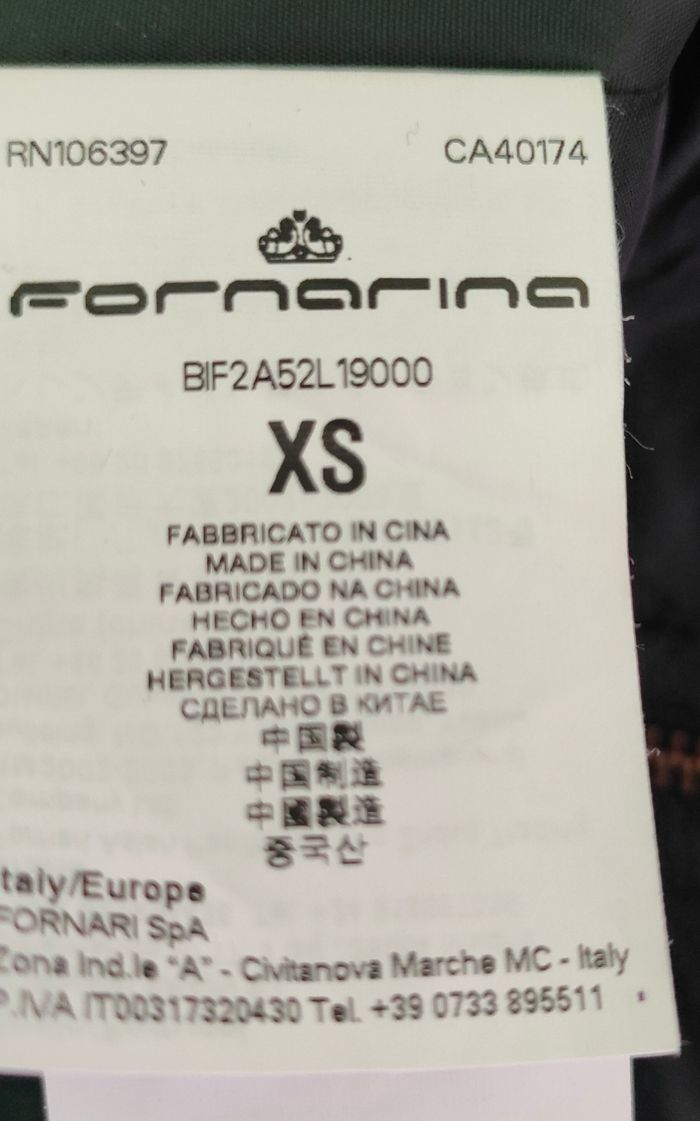 RN106397 CA40174
Fornarina
BIF2A52L19000
XS
FABBRICATO IN CINA
MADE IN CHINA
FABRICADO NA CHINA
HECHO EN CHINA
FABRIQUÉ EN CHINE
HERGESTELLT IN CHINA
СДЕЛАНО В КИТАЕ
中国製
中国制造
中國製造
중국산
Italy/Europe
FORNARI SpA
Zona Ind.le "A" - Civitanova Marche MC - Italy
P.IVA IT00317320430 Tel. +39 0733 895511